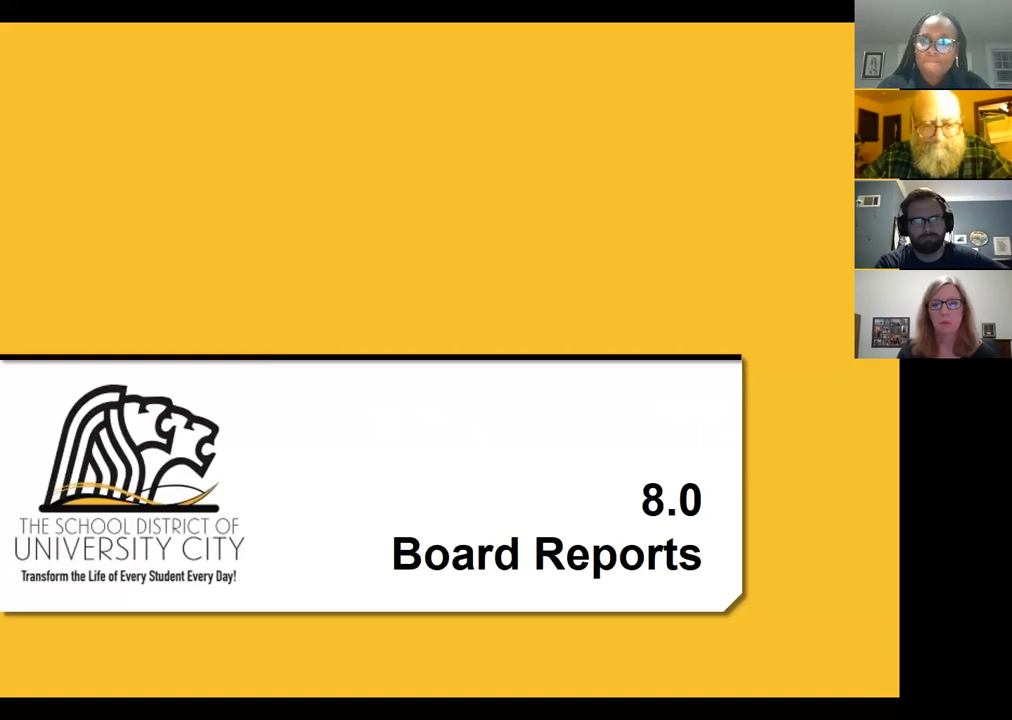 THE SCHOOL DISTRICT OF
UNIVERSITY CITY
Transform the Life of Every Student Every Day!
8.0
Board Reports